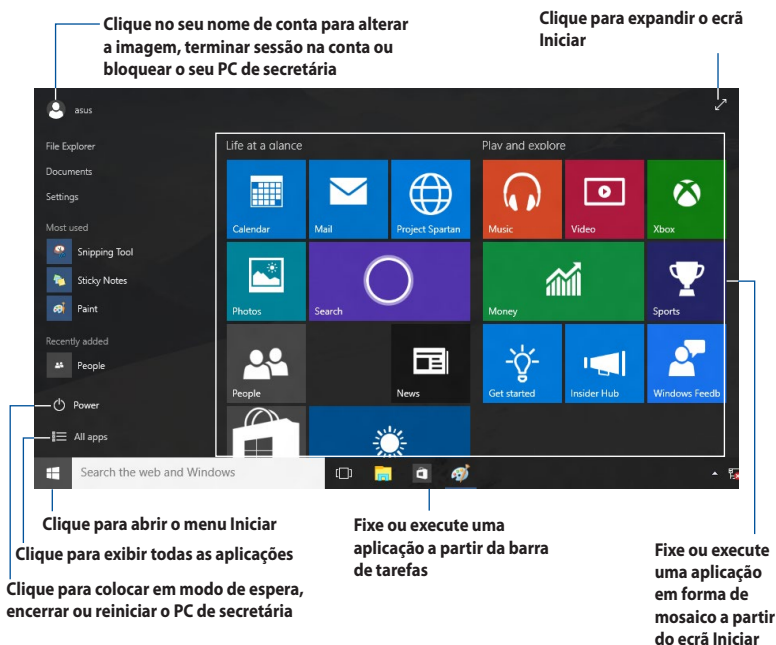 Clique no seu nome de conta para alterar
a imagem, terminar sessão na conta ou
bloquear o seu PC de secretária
Clique para expandir o ecrã
Iniciar
asus
File Explorer
Documents
Settings
Most used
Snipping Tool
Sticky Notes
Paint
Recently added
People
Power
All apps
Life at a glance
Play and explore
Calendar
Mail
Project Spartan
Music
Video
Xbox
Photos
Search
Money
Sports
People
News
Get started
Insider Hub
Windows Feedb
Search the web and Windows
Clique para abrir o menu Iniciar
Clique para exibir todas as aplicações
Clique para colocar em modo de espera,
encerrar ou reiniciar o PC de secretária
Fixe ou execute uma
aplicação a partir da barra
de tarefas
Fixe ou execute
uma aplicação
em forma de
mosaico a partir
do ecrã Iniciar